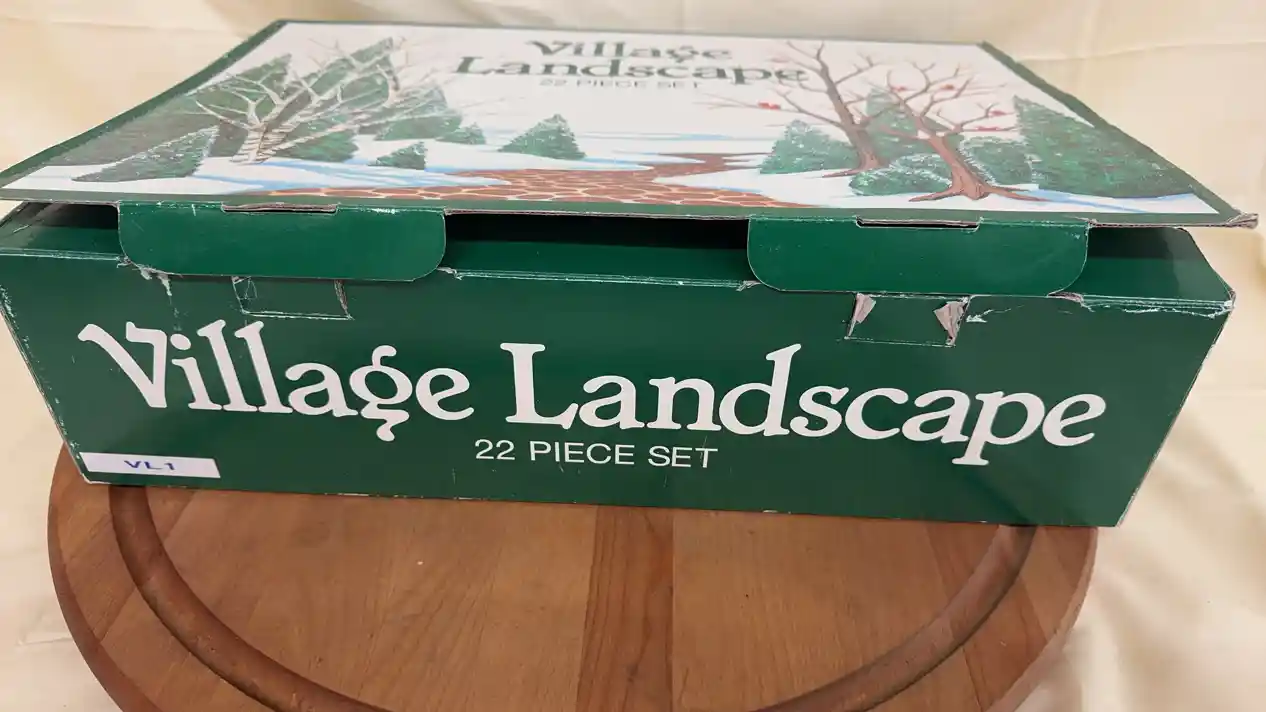 Village
Landscape
22 PIECE SET
Village Landscape
22 PIECE SET
VL1